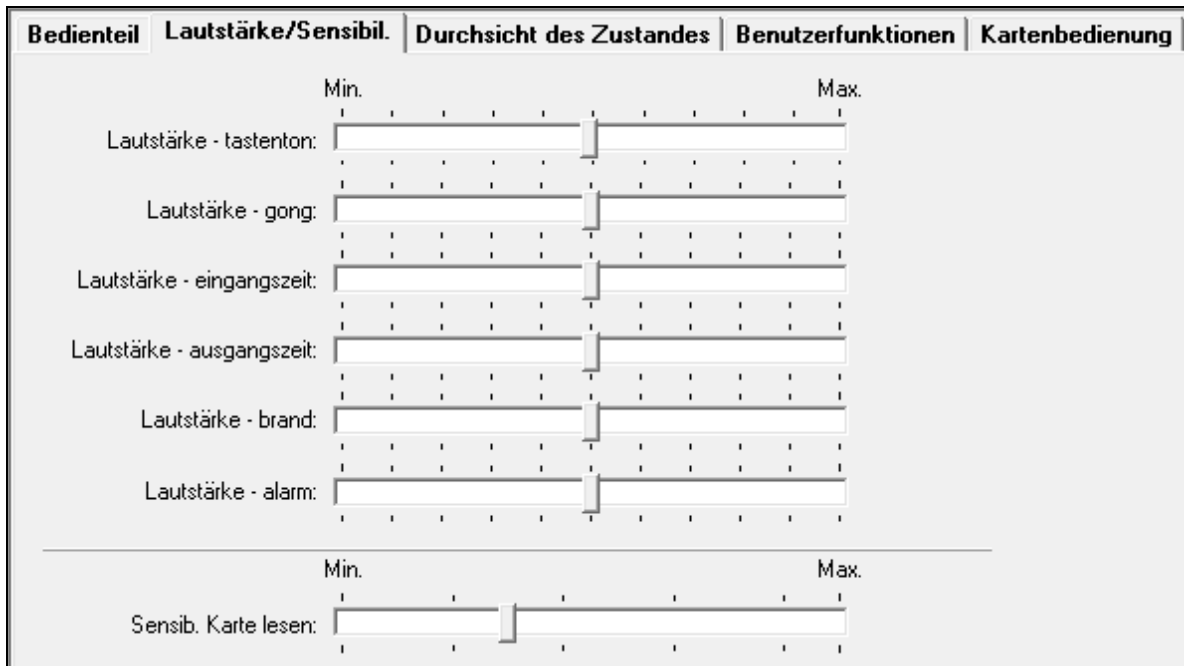 Bedienteil Lautstärke/Sensibil. Durchsicht des Zustandes Benutzerfunktionen Kartenbedienung
Min. Max.
Lautstärke - tastenton:
Lautstärke - gong:
Lautstärke - eingangszeit:
Lautstärke - ausgangszeit:
Lautstärke - brand:
Lautstärke - alarm:
Min. Max.
Sensib. Karte lesen: